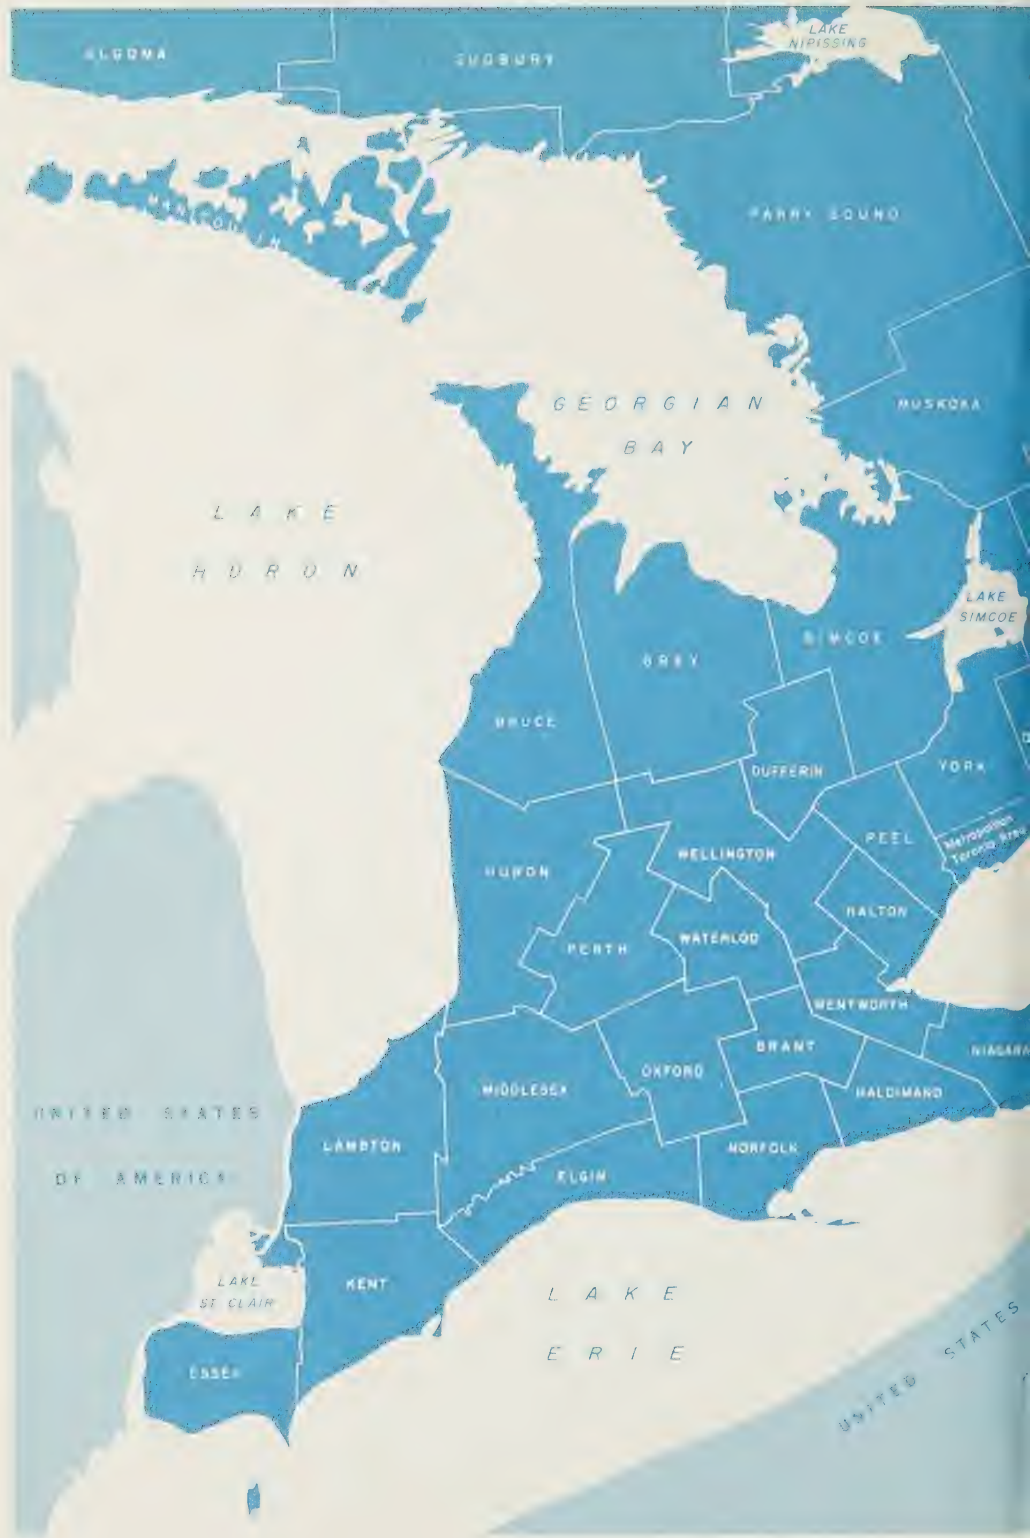 ALGOMA
SUDBURY
LAKE
NIPISSING
MANITOULIN
PARRY SOUND
MUSKOKA
GEORGIAN
BAY
LAKE
HURON
LAKE
SIMCOE
SIMCOE
GREY
BRUCE
DUFFERIN
YORK
Metropolitan
Toronto Area
PEEL
WELLINGTON
HURON
HALTON
PERTH
WATERLOO
WENTWORTH
BRANT
NIAGARA
OXFORD
MIDDLESEX
HALDIMAND
UNITED STATES
OF AMERICA
LAMBTON
NORFOLK
ELGIN
LAKE
ST CLAIR
KENT
LAKE
ERIE
ESSEX
UNITED STATES